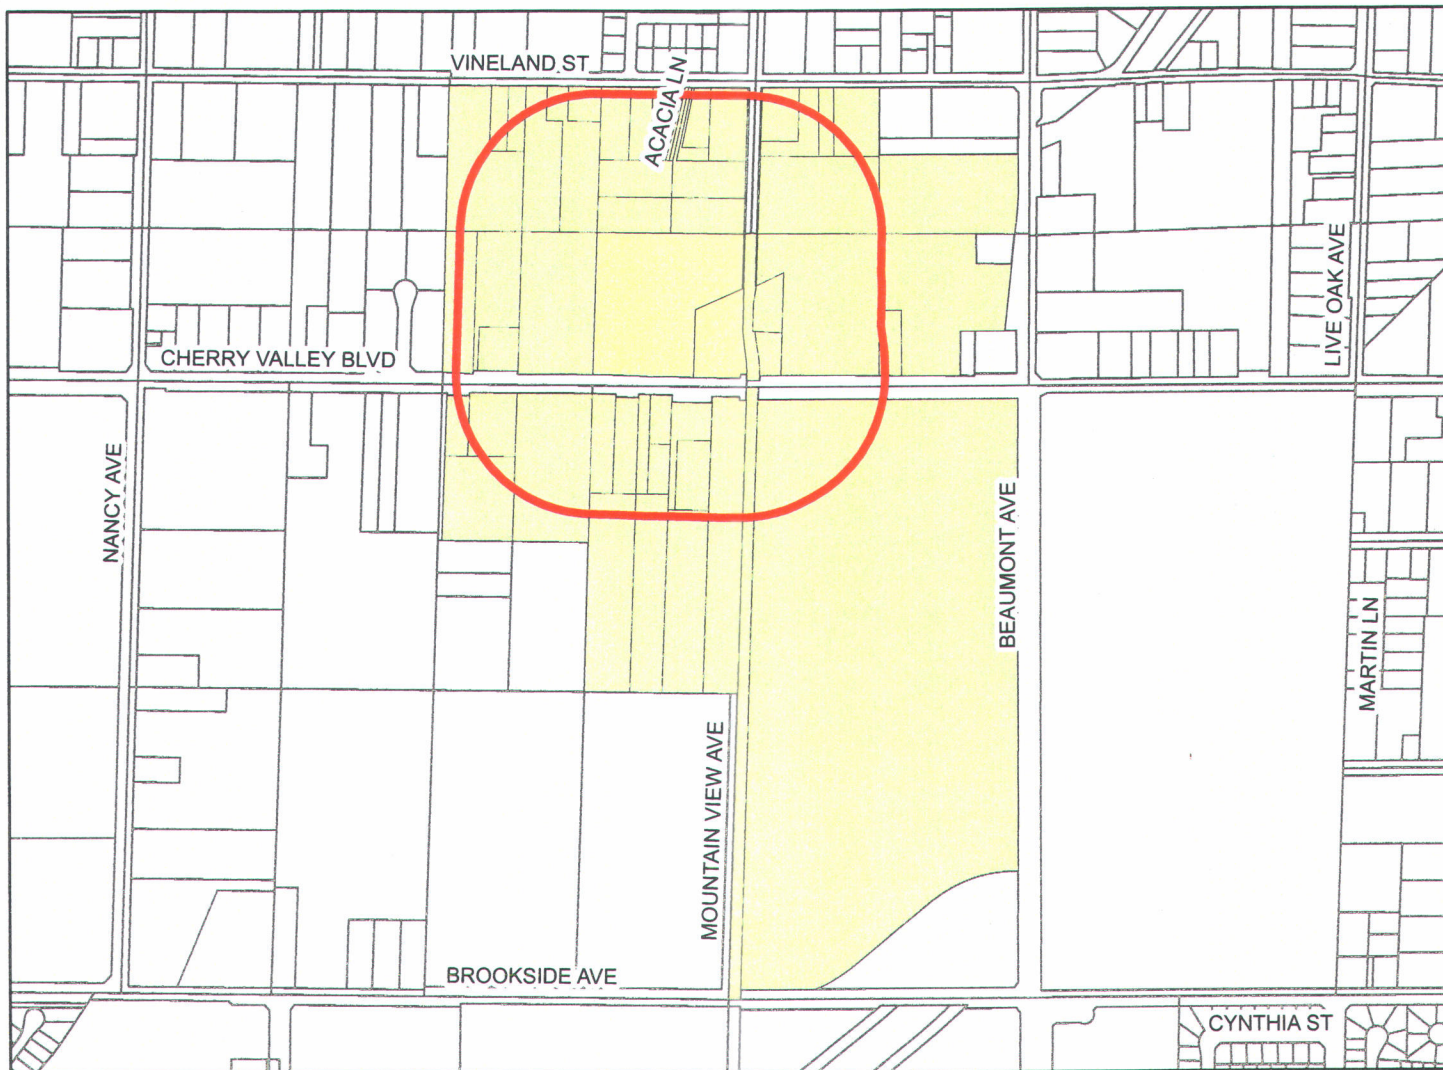 VINELAND ST
ACACIA LN
LIVE OAK AVE
CHERRY VALLEY BLVD
NANCY AVE
BEAUMONT AVE
MARTIN LN
MOUNTAIN VIEW AVE
BROOKSIDE AVE
CYNTHIA ST